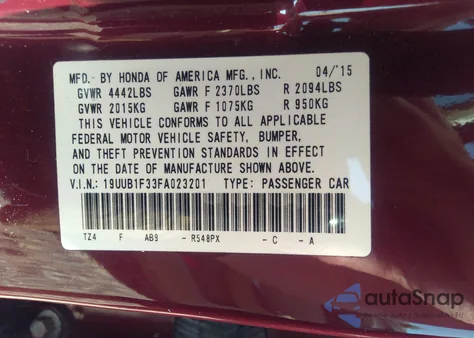 MFD. BY HONDA OF AMERICA MFG., INC. 04/'15
GVWR 4442LBS GAWR F 2370LBS R 2094LBS
GVWR 2015KG GAWR F 1075KG R 950KG
THIS VEHICLE CONFORMS TO ALL APPLICABLE
FEDERAL MOTOR VEHICLE SAFETY, BUMPER,
AND THEFT PREVENTION STANDARDS IN EFFECT
ON THE DATE OF MANUFACTURE SHOWN ABOVE.
V.I.N.: 19UUB1F33FA023201 TYPE: PASSENGER CAR
TZ4 F AB9 - R548PX - C - A
autoSnap